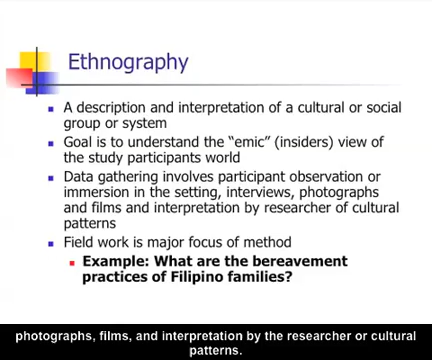 Ethnography
A description and interpretation of a cultural or social
group or system
Goal is to understand the “emic” (insiders) view of
the study participants world
Data gathering involves participant observation or
immersion in the setting, interviews, photographs
and films and interpretation by researcher of cultural
patterns
Field work is major focus of method
Example: What are the bereavement
practices of Filipino families?
photographs, films, and interpretation by the researcher or cultural
patterns.